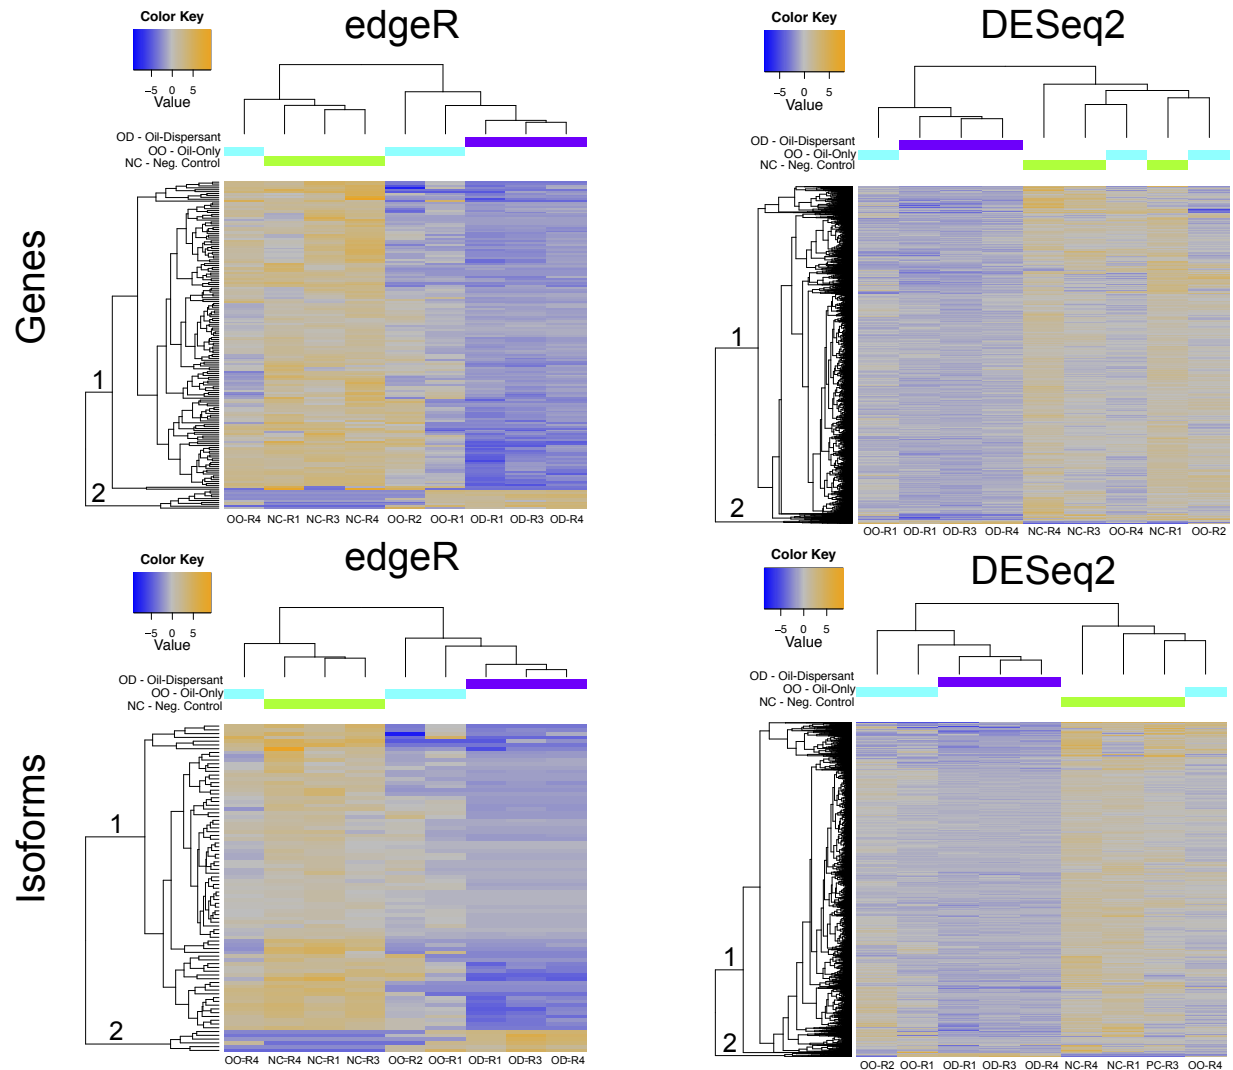 edgeR
Color Key
−5 0 5
Value
OD - Oil-Dispersant
OO - Oil-Only
NC - Neg. Control
Genes
1
2
OO-R4 NC-R1 NC-R3 NC-R4 OO-R2 OO-R1 OD-R1 OD-R3 OD-R4
DESeq2
Color Key
−5 0 5
Value
OD - Oil-Dispersant
OO - Oil-Only
NC - Neg. Control
1
2
OO-R1 OD-R1 OD-R3 OD-R4 NC-R4 NC-R3 OO-R4 NC-R1 OO-R2
edgeR
Color Key
−5 0 5
Value
OD - Oil-Dispersant
OO - Oil-Only
NC - Neg. Control
Isoforms
1
2
OO-R4 NC-R4 NC-R1 NC-R3 OO-R2 OO-R1 OD-R1 OD-R3 OD-R4
DESeq2
Color Key
−5 0 5
Value
OD - Oil-Dispersant
OO - Oil-Only
NC - Neg. Control
1
2
OO-R2 OO-R1 OD-R1 OD-R3 OD-R4 NC-R4 NC-R1 PC-R3 OO-R4